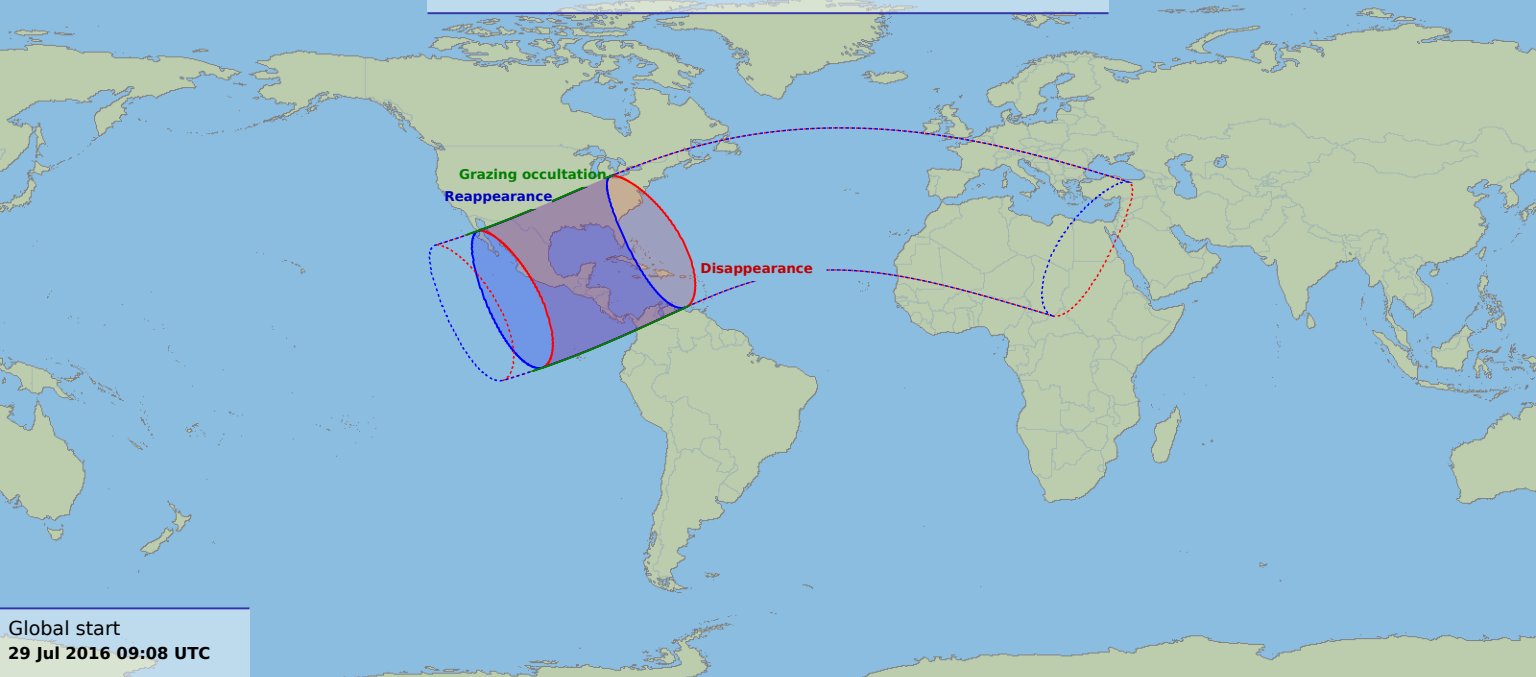 Grazing occultation
Reappearance
Disappearance
Global start
29 Jul 2016 09:08 UTC